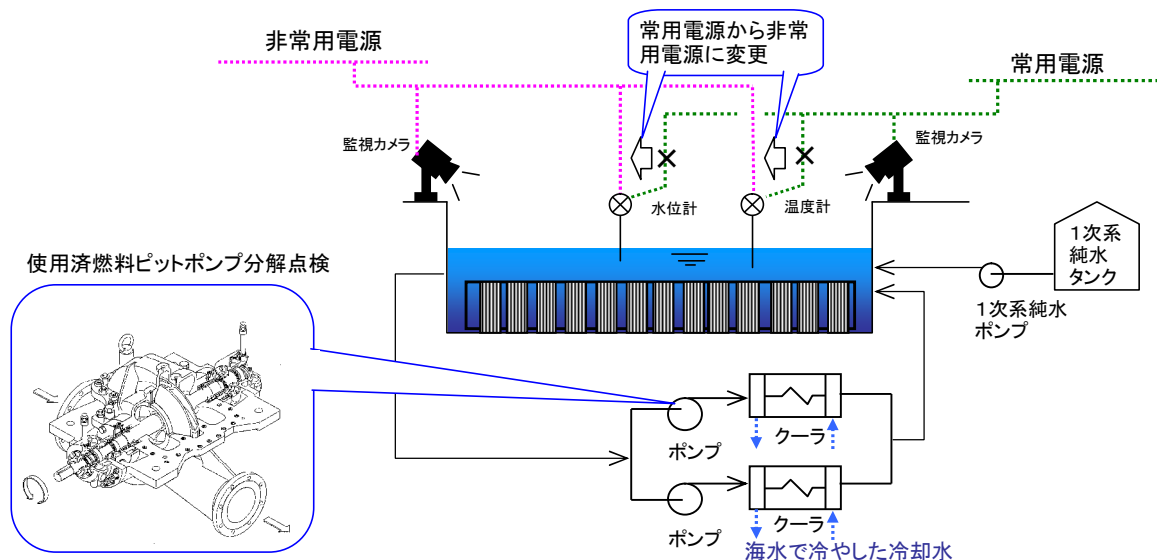 非常用電源
常用電源から非常
用電源に変更
常用電源
監視カメラ
監視カメラ
水位計
温度計
1次系
純水
タンク
1次系純水
ポンプ
使用済燃料ピットポンプ分解点検
ポンプ
クーラ
ポンプ
クーラ
海水で冷やした冷却水